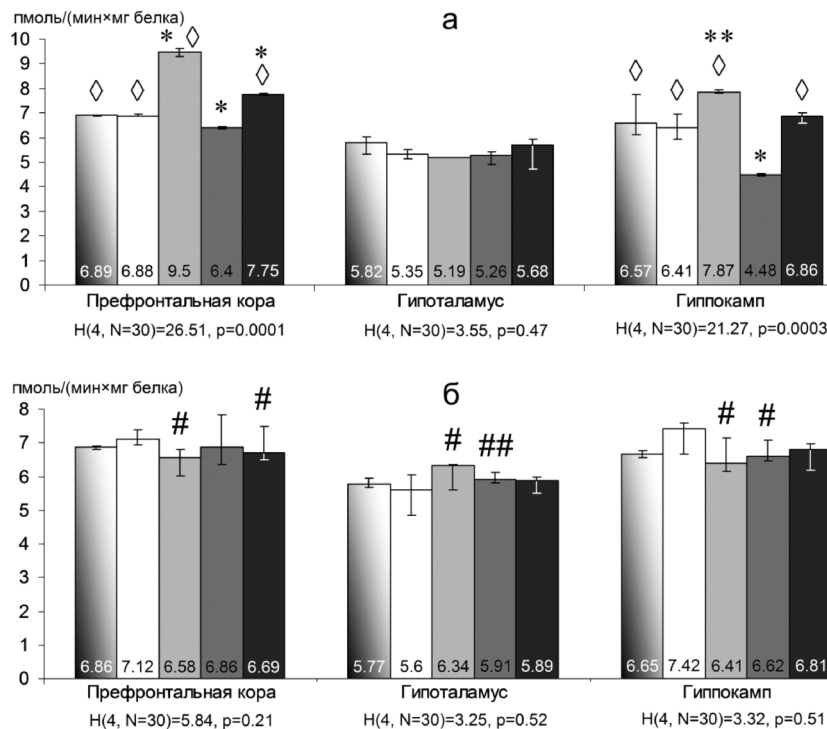 пмоль/(мин×мг белка)
а
10
9
8
7
6
5
4
3
2
1
0
◊ ◊ * ◊ * * ◊
◊ ◊ ** ◊ * ◊
6.89 6.88 9.5 6.4 7.75
5.82 5.35 5.19 5.26 5.68
6.57 6.41 7.87 4.48 6.86
Префронтальная кора
Гипоталамус
Гиппокамп
H(4, N=30)=26.51, p=0.0001
H(4, N=30)=3.55, p=0.47
H(4, N=30)=21.27, p=0.0003
пмоль/(мин×мг белка)
б
8
7
6
5
4
3
2
1
0
# #
# ##
# #
6.86 7.12 6.58 6.86 6.69
5.77 5.6 6.34 5.91 5.89
6.65 7.42 6.41 6.62 6.81
Префронтальная кора
Гипоталамус
Гиппокамп
H(4, N=30)=5.84, p=0.21
H(4, N=30)=3.25, p=0.52
H(4, N=30)=3.32, p=0.51